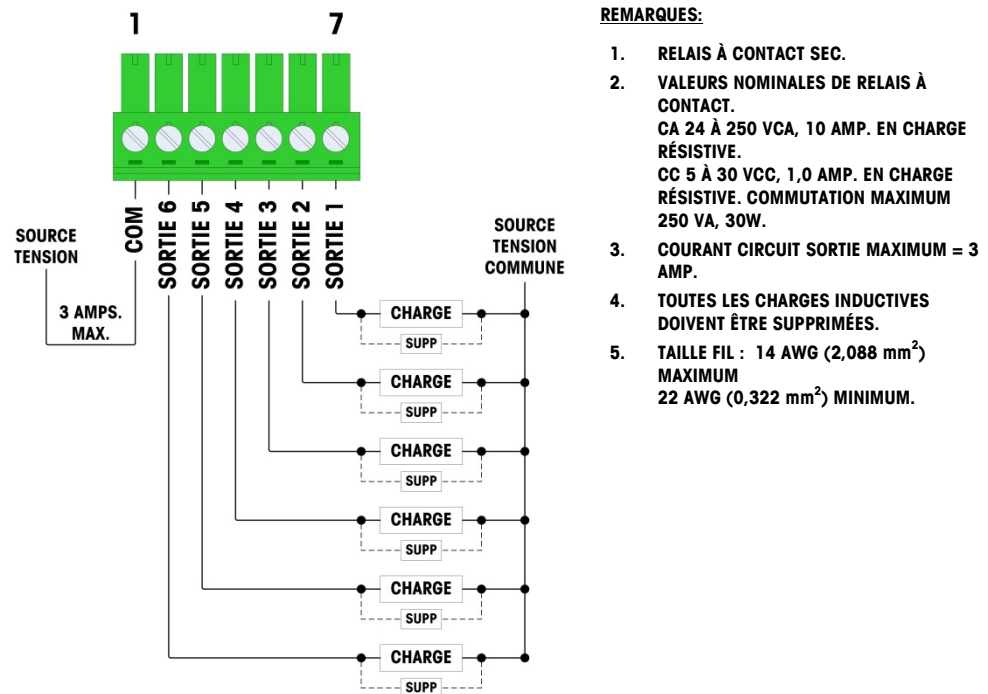 1
7
COM
SORTIE 6
SORTIE 5
SORTIE 4
SORTIE 3
SORTIE 2
SORTIE 1
SOURCE
TENSION
3 AMPS.
MAX.
SOURCE
TENSION
COMMUNE
CHARGE
SUPP
CHARGE
SUPP
CHARGE
SUPP
CHARGE
SUPP
CHARGE
SUPP
CHARGE
SUPP
REMARQUES:
1. RELAIS À CONTACT SEC.
2. VALEURS NOMINALES DE RELAIS À
CONTACT.
CA 24 À 250 VCA, 10 AMP. EN CHARGE
RÉSISTIVE.
CC 5 À 30 VCC, 1,0 AMP. EN CHARGE
RÉSISTIVE. COMMUTATION MAXIMUM
250 VA, 30W.
3. COURANT CIRCUIT SORTIE MAXIMUM = 3
AMP.
4. TOUTES LES CHARGES INDUCTIVES
DOIVENT ÊTRE SUPPRIMÉES.
5. TAILLE FIL : 14 AWG (2,088 mm²)
MAXIMUM
22 AWG (0,322 mm²) MINIMUM.